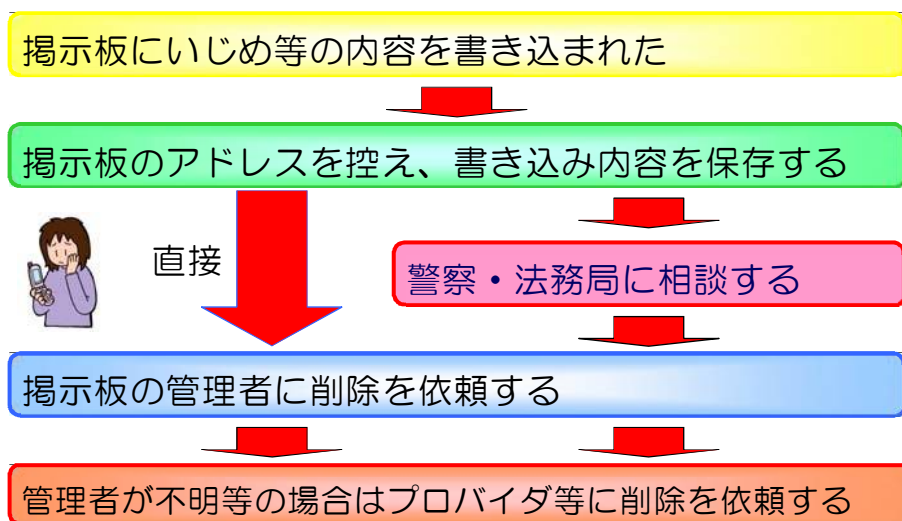 掲示板にいじめ等の内容を書き込まれた
掲示板のアドレスを控え、書き込み内容を保存する
直接
警察・法務局に相談する
掲示板の管理者に削除を依頼する
管理者が不明等の場合はプロバイダ等に削除を依頼する